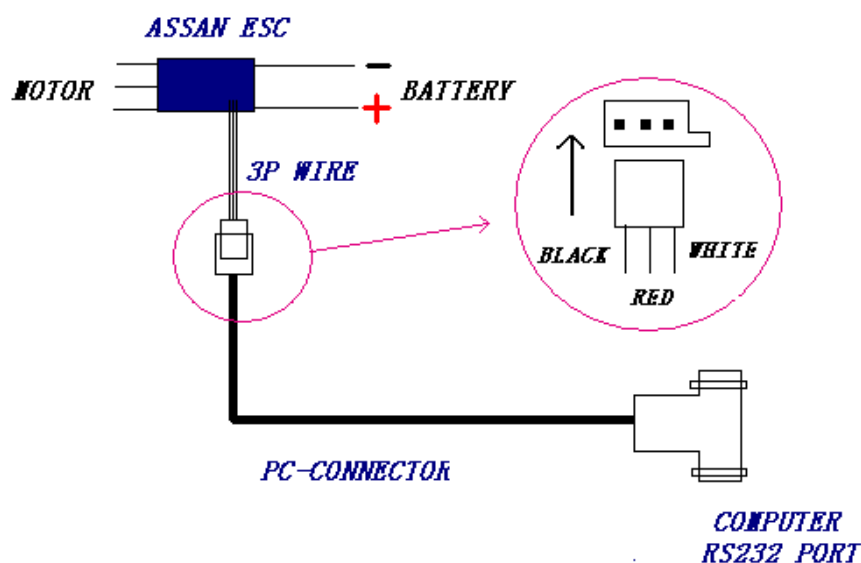 ASSAN ESC
MOTOR
BATTERY
3P WIRE
BLACK
WHITE
RED
PC-CONNECTOR
COMPUTER
RS232 PORT